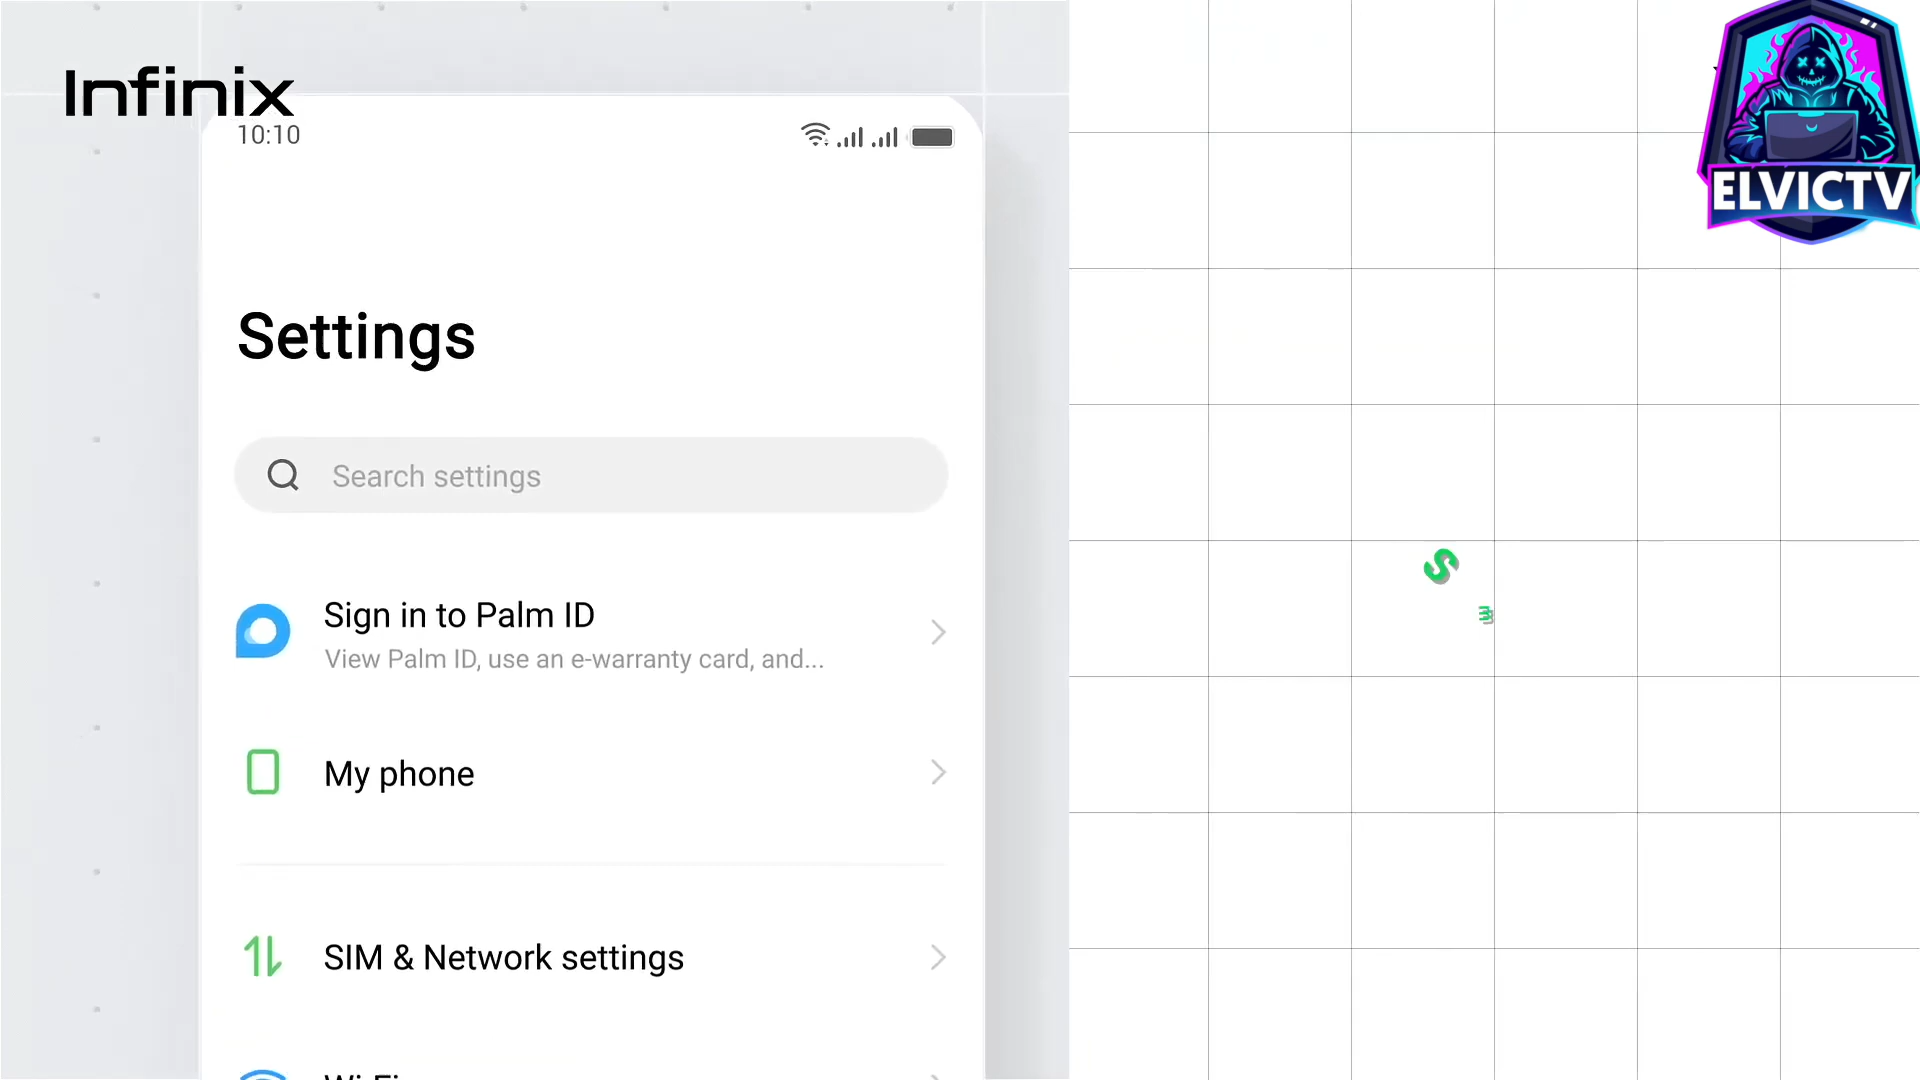 Infinix
10:10
Settings
Search settings
Sign in to Palm ID
View Palm ID, use an e-warranty card, and...
My phone
SIM & Network settings
ELVICTV
S